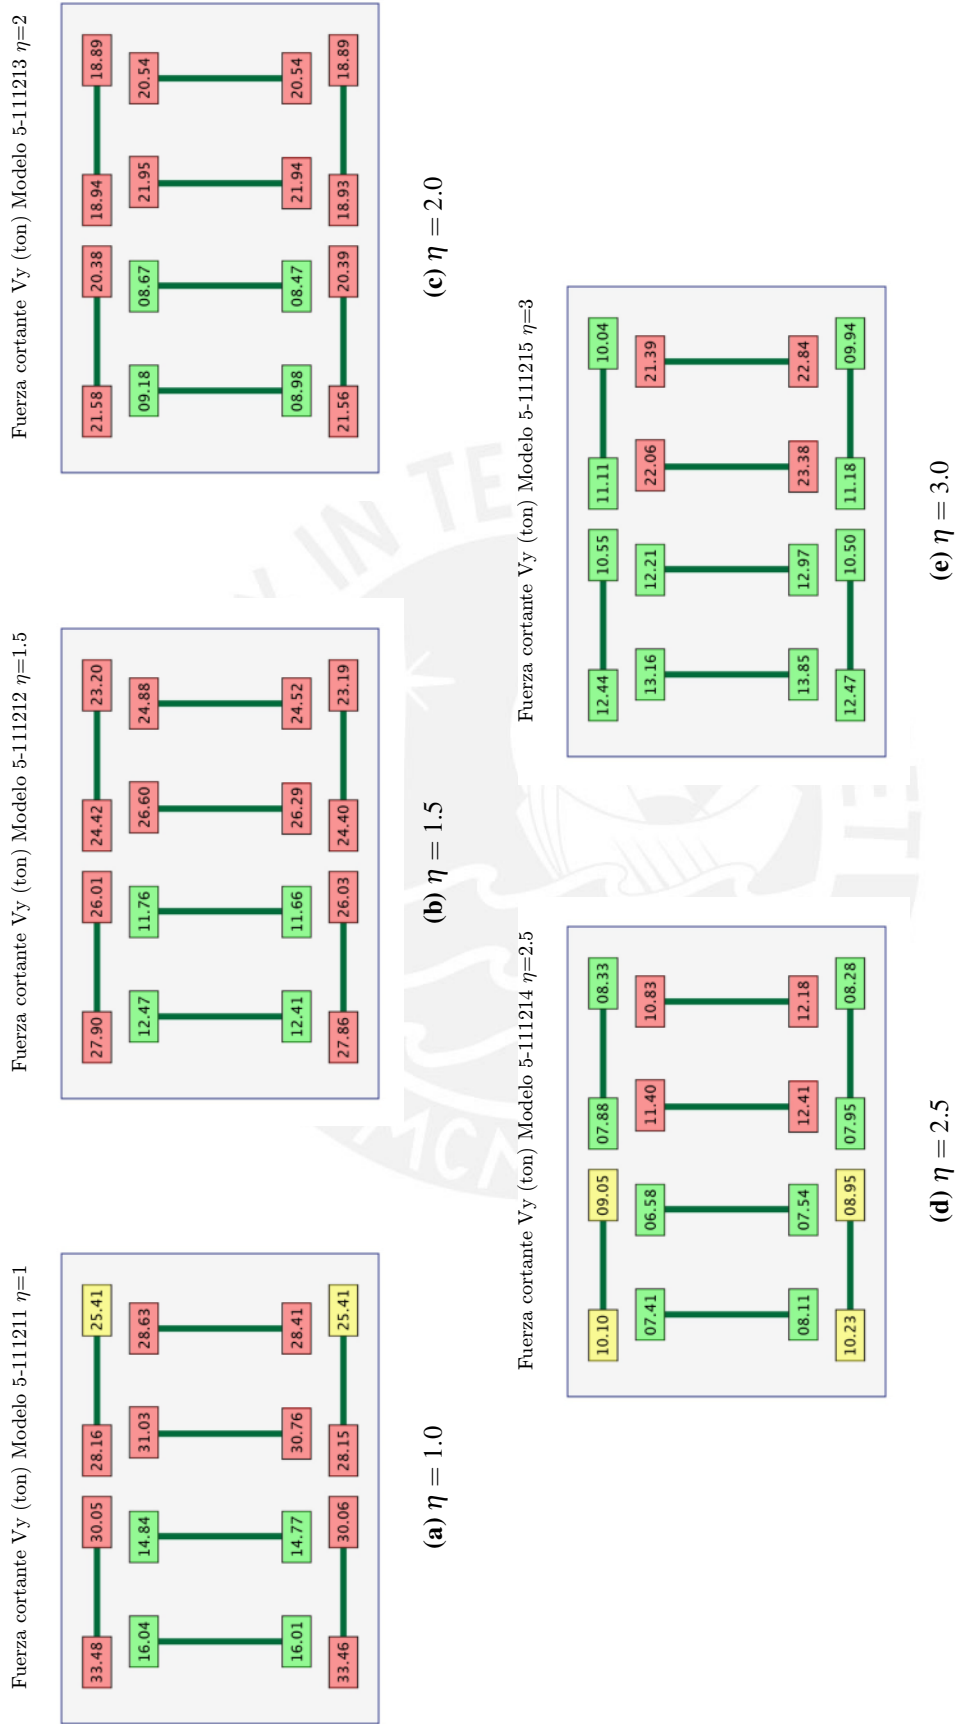 Fuerza cortante Vy (ton) Modelo 5-111211 η=1
33.48 30.05 28.16 25.41
16.04 14.84 31.03 28.63
16.01 14.77 30.76 28.41
33.46 30.06 28.15 25.41
(a) η = 1.0
Fuerza cortante Vy (ton) Modelo 5-111212 η=1.5
27.90 26.01 24.42 23.20
12.47 11.76 26.60 24.88
12.41 11.66 26.29 24.52
27.86 26.03 24.40 23.19
(b) η = 1.5
Fuerza cortante Vy (ton) Modelo 5-111213 η=2
21.58 20.38 18.94 18.89
09.18 08.67 21.95 20.54
08.98 08.47 21.94 20.54
21.56 20.39 18.93 18.89
(c) η = 2.0
Fuerza cortante Vy (ton) Modelo 5-111214 η=2.5
10.10 09.05 07.88 08.33
07.41 06.58 11.40 10.83
08.11 07.54 12.41 12.18
10.23 08.95 07.95 08.28
(d) η = 2.5
Fuerza cortante Vy (ton) Modelo 5-111215 η=3
12.44 10.55 11.11 10.04
13.16 12.21 22.06 21.39
13.85 12.97 23.38 22.84
12.47 10.50 11.18 09.94
(e) η = 3.0